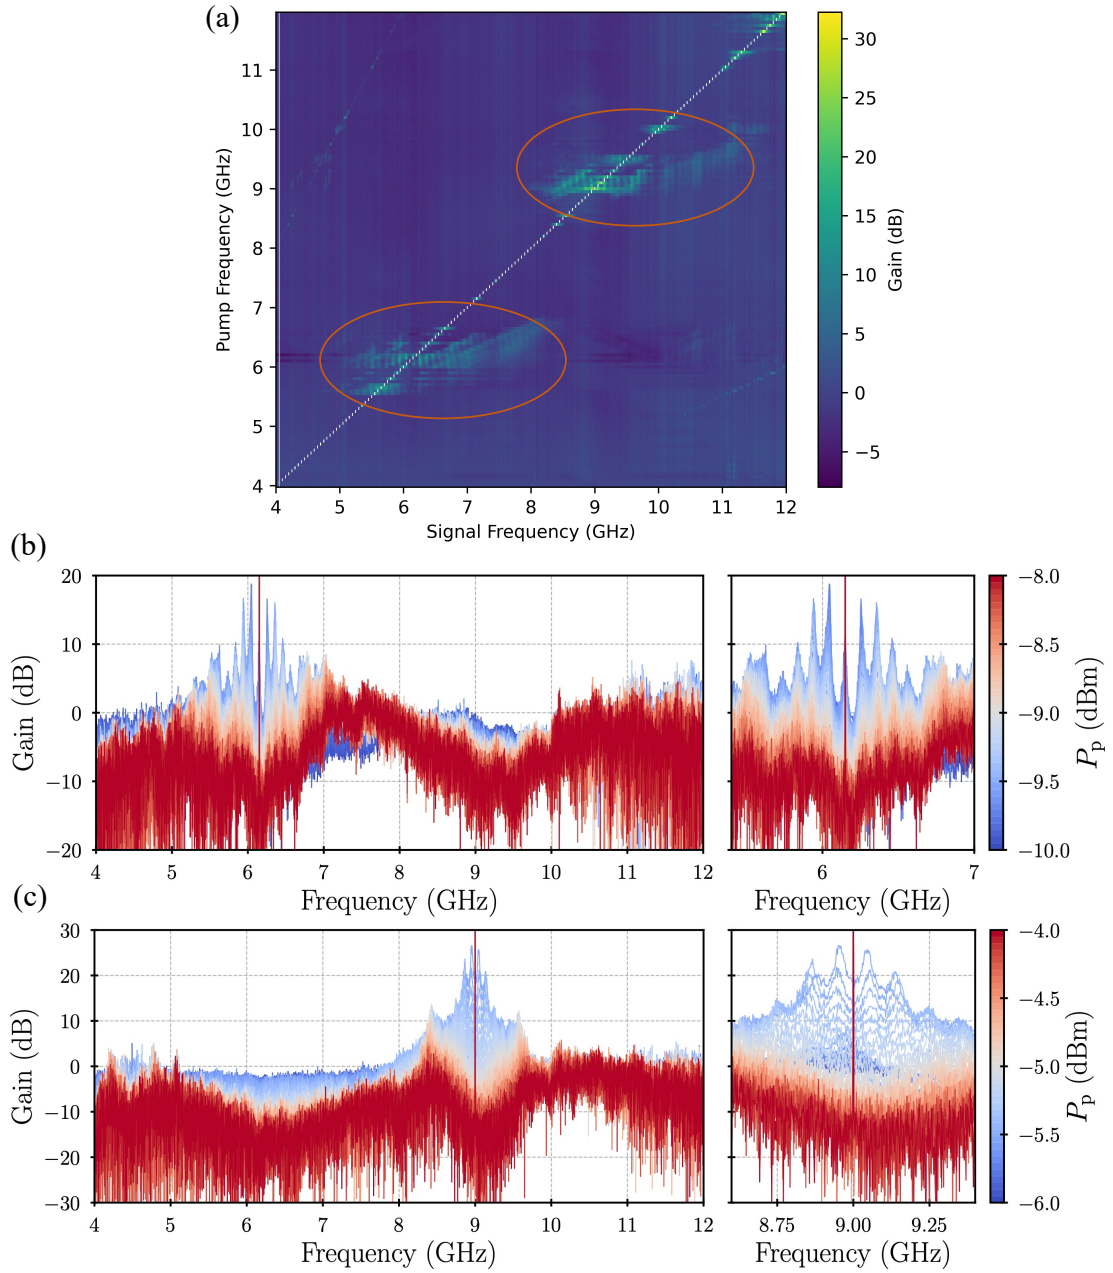 (a)
11
10
9
8
7
6
5
4
Pump Frequency (GHz)
4 5 6 7 8 9 10 11 12
Signal Frequency (GHz)
30
25
20
15
10
5
0
−5
Gain (dB)
(b)
20
10
0
−10
−20
Gain (dB)
4 5 6 7 8 9 10 11 12
Frequency (GHz)
6 7
Frequency (GHz)
−8.0
−8.5
−9.0
−9.5
−10.0
Pp (dBm)
(c)
30
20
10
0
−10
−20
−30
Gain (dB)
4 5 6 7 8 9 10 11 12
Frequency (GHz)
8.75 9.00 9.25
Frequency (GHz)
−4.0
−4.5
−5.0
−5.5
−6.0
Pp (dBm)